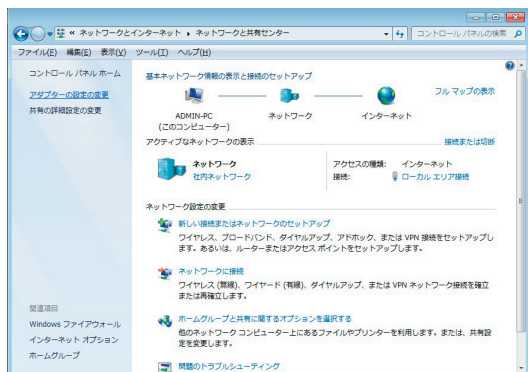 « ネットワークとインターネット ▸ ネットワークと共有センター
コントロール パネルの検索
ファイル(F) 編集(E) 表示(V) ツール(T) ヘルプ(H)
コントロール パネル ホーム
アダプターの設定の変更
共有の詳細設定の変更
基本ネットワーク情報の表示と接続のセットアップ
フル マップの表示
ADMIN-PC
(このコンピューター)
ネットワーク
インターネット
アクティブなネットワークの表示
接続または切断
ネットワーク
社内ネットワーク
アクセスの種類: インターネット
接続: ローカル エリア接続
ネットワーク設定の変更
新しい接続またはネットワークのセットアップ
ワイヤレス、ブロードバンド、ダイヤルアップ、アドホック、または VPN 接続をセットアップし
ます。あるいは、ルーターまたはアクセス ポイントをセットアップします。
ネットワークに接続
ワイヤレス (無線)、ワイヤード (有線)、ダイヤルアップ、または VPN ネットワーク接続を確立
または再確立します。
ホームグループと共有に関するオプションを選択する
他のネットワーク コンピューター上にあるファイルやプリンターを利用します。または、共有設
定を変更します。
問題のトラブルシューティング
関連項目
Windows ファイアウォール
インターネット オプション
ホームグループ